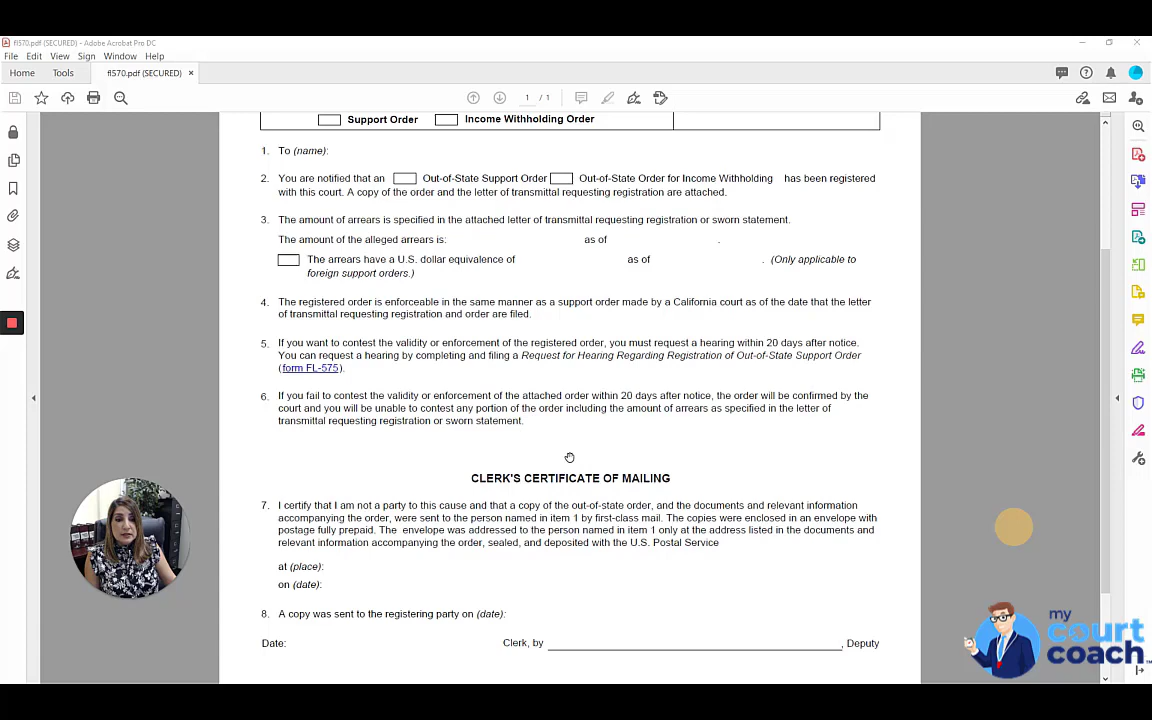 fl570.pdf (SECURED) - Adobe Acrobat Pro DC
File Edit View Sign Window Help
Home Tools fl570.pdf (SECURED) ×
1 / 1
Support Order Income Withholding Order
1. To (name):
2. You are notified that an Out-of-State Support Order Out-of-State Order for Income Withholding has been registered
with this court. A copy of the order and the letter of transmittal requesting registration are attached.
3. The amount of arrears is specified in the attached letter of transmittal requesting registration or sworn statement.
The amount of the alleged arrears is: as of .
The arrears have a U.S. dollar equivalence of as of . (Only applicable to
foreign support orders.)
4. The registered order is enforceable in the same manner as a support order made by a California court as of the date that the letter
of transmittal requesting registration and order are filed.
5. If you want to contest the validity or enforcement of the registered order, you must request a hearing within 20 days after notice.
You can request a hearing by completing and filing a Request for Hearing Regarding Registration of Out-of-State Support Order
(form FL-575).
6. If you fail to contest the validity or enforcement of the attached order within 20 days after notice, the order will be confirmed by the
court and you will be unable to contest any portion of the order including the amount of arrears as specified in the letter of
transmittal requesting registration or sworn statement.
CLERK'S CERTIFICATE OF MAILING
7. I certify that I am not a party to this cause and that a copy of the out-of-state order, and the documents and relevant information
accompanying the order, were sent to the person named in item 1 by first-class mail. The copies were enclosed in an envelope with
postage fully prepaid. The envelope was addressed to the person named in item 1 only at the address listed in the documents and
relevant information accompanying the order, sealed, and deposited with the U.S. Postal Service
at (place):
on (date):
8. A copy was sent to the registering party on (date):
Date: Clerk, by , Deputy
my
court
coach